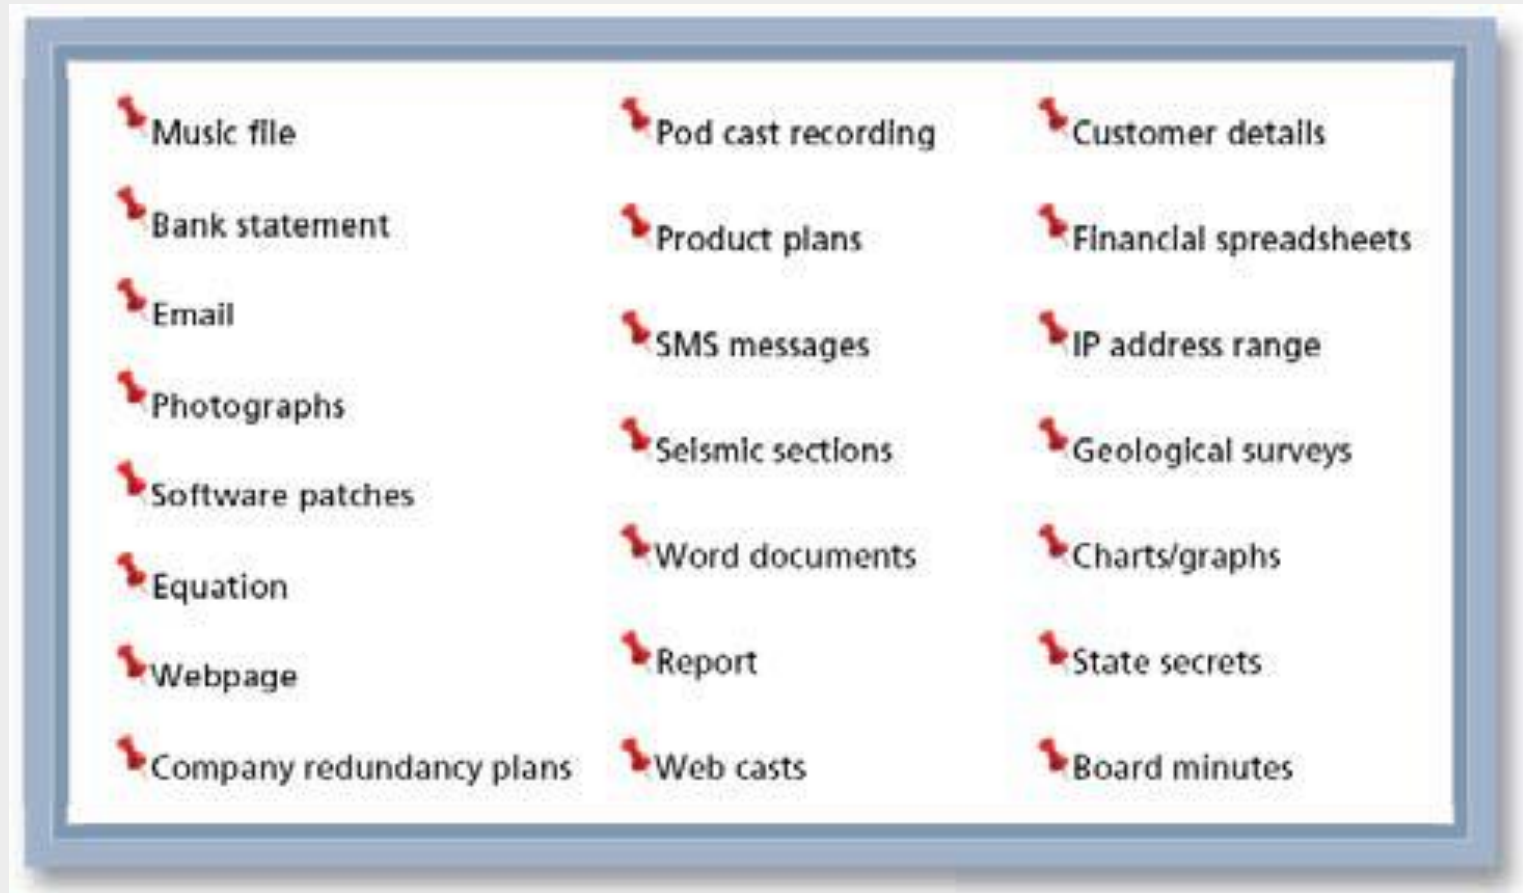 Music file
Bank statement
Email
Photographs
Software patches
Equation
Webpage
Company redundancy plans
Pod cast recording
Product plans
SMS messages
Seismic sections
Word documents
Report
Web casts
Customer details
Financial spreadsheets
IP address range
Geological surveys
Charts/graphs
State secrets
Board minutes